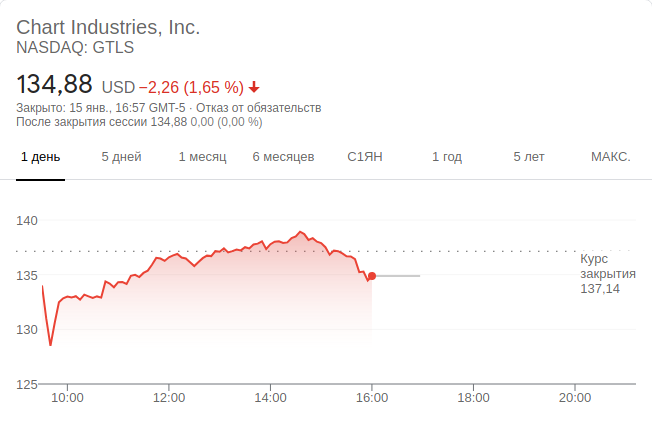 Chart Industries, Inc.
NASDAQ: GTLS
134,88 USD −2,26 (1,65 %)
Закрыто: 15 янв., 16:57 GMT-5 · Отказ от обязательств
После закрытия сессии 134,88 0,00 (0,00 %)
1 день 5 дней 1 месяц 6 месяцев С1ЯН 1 год 5 лет МАКС.
140
135
130
125
Курс
закрытия
137,14
10:00 12:00 14:00 16:00 18:00 20:00